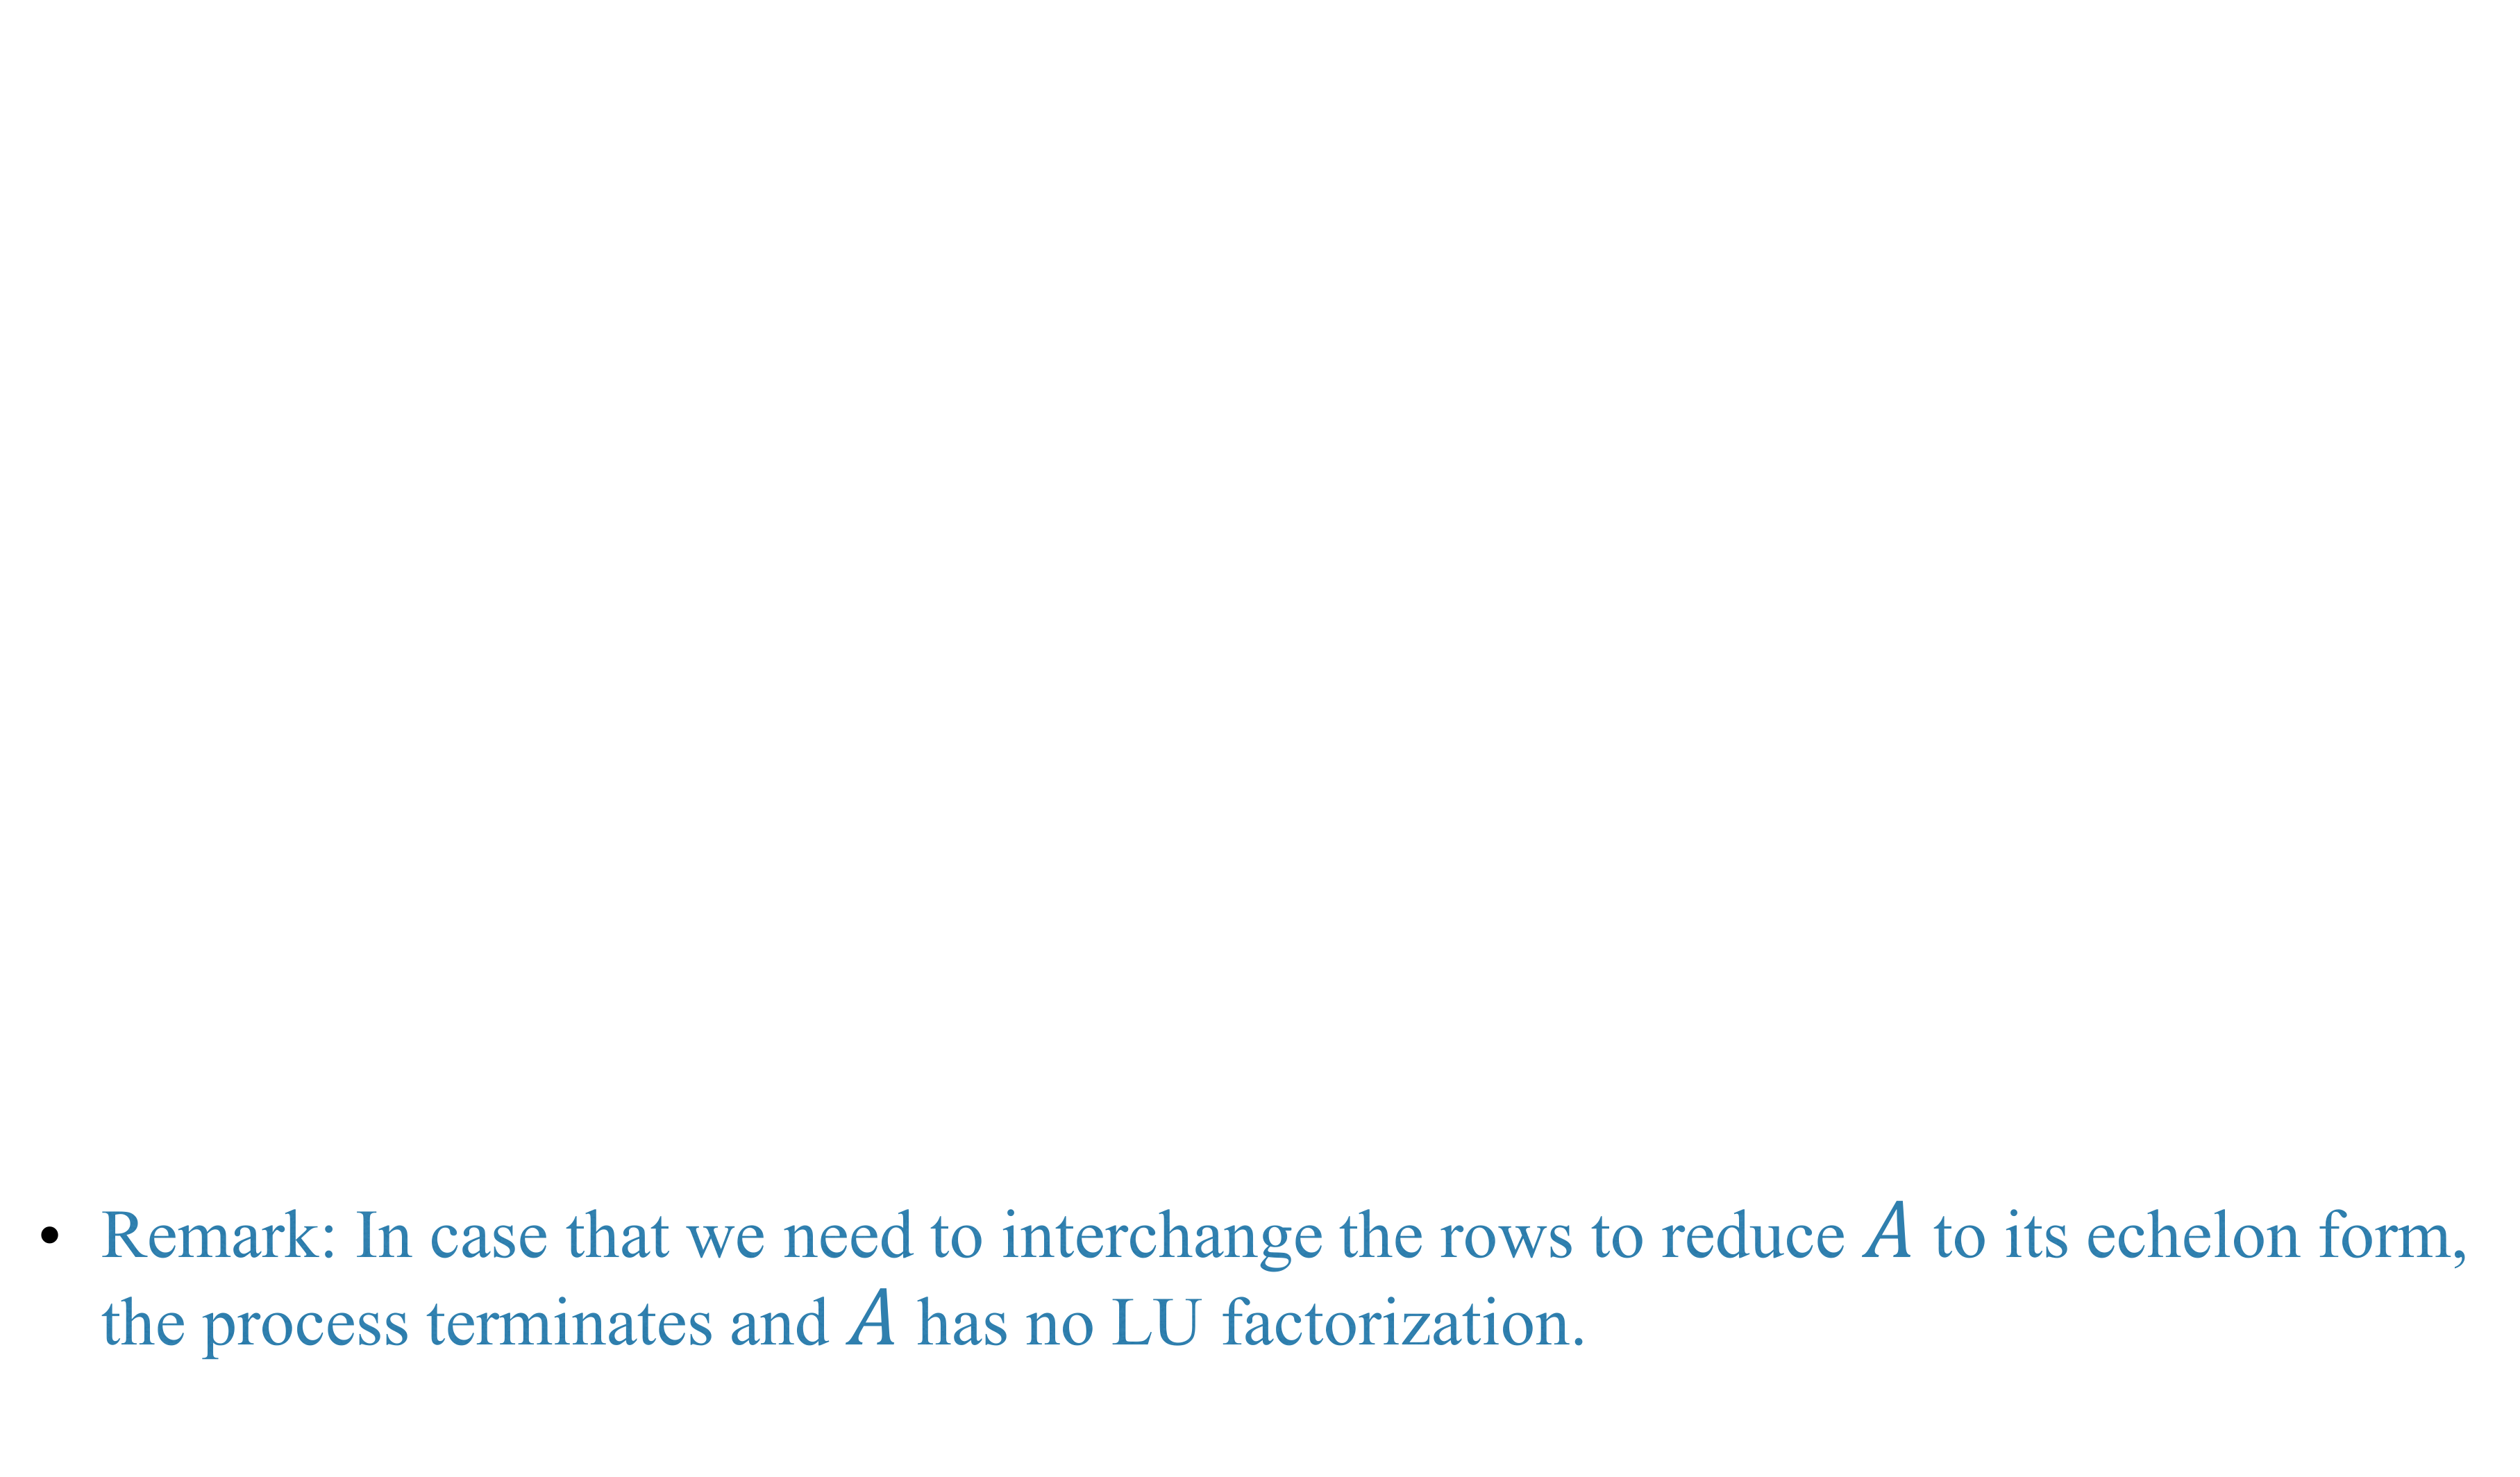 • Remark: In case that we need to interchange the rows to reduce A to its echelon form,
the process terminates and A has no LU factorization.